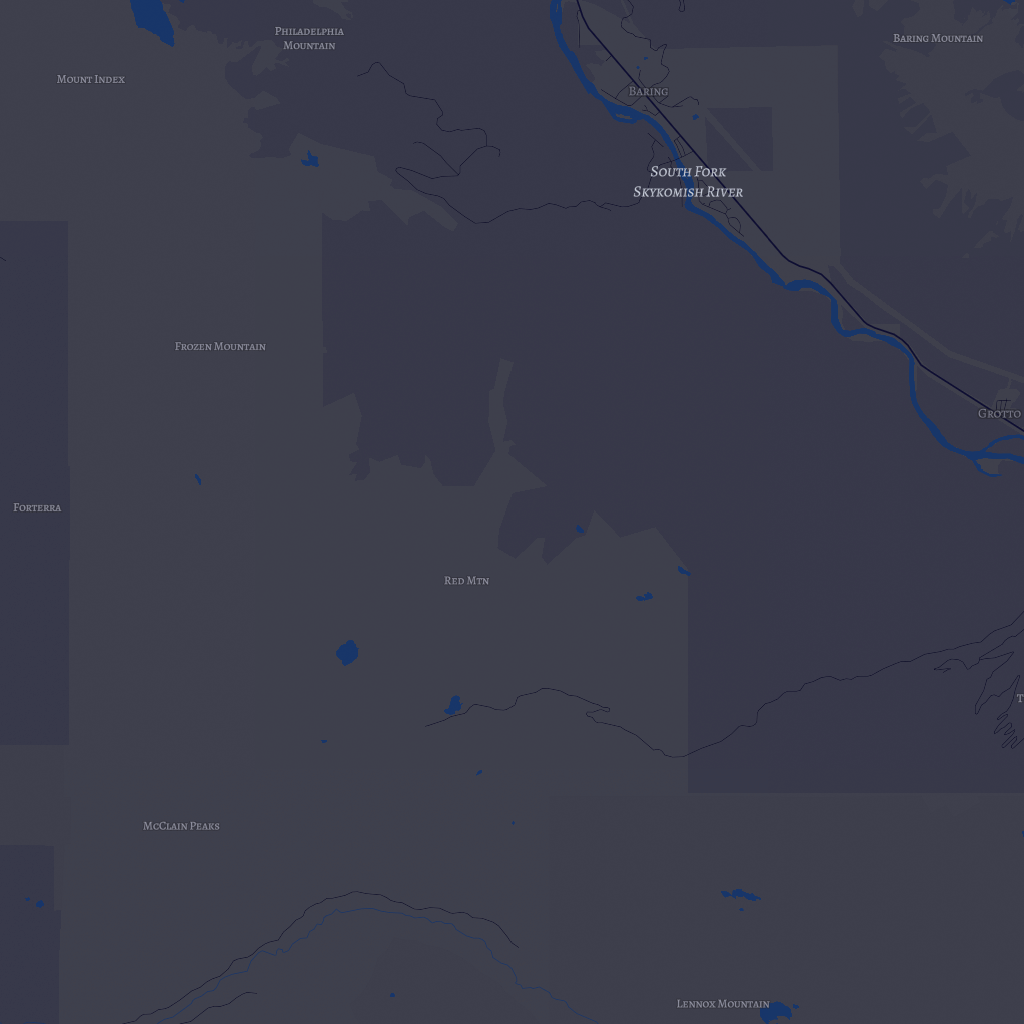 Philadelphia
Mountain
Baring Mountain
Mount Index
Baring
South Fork
Skykomish River
Frozen Mountain
Grotto
Forterra
Red Mtn
T
McClain Peaks
Lennox Mountain